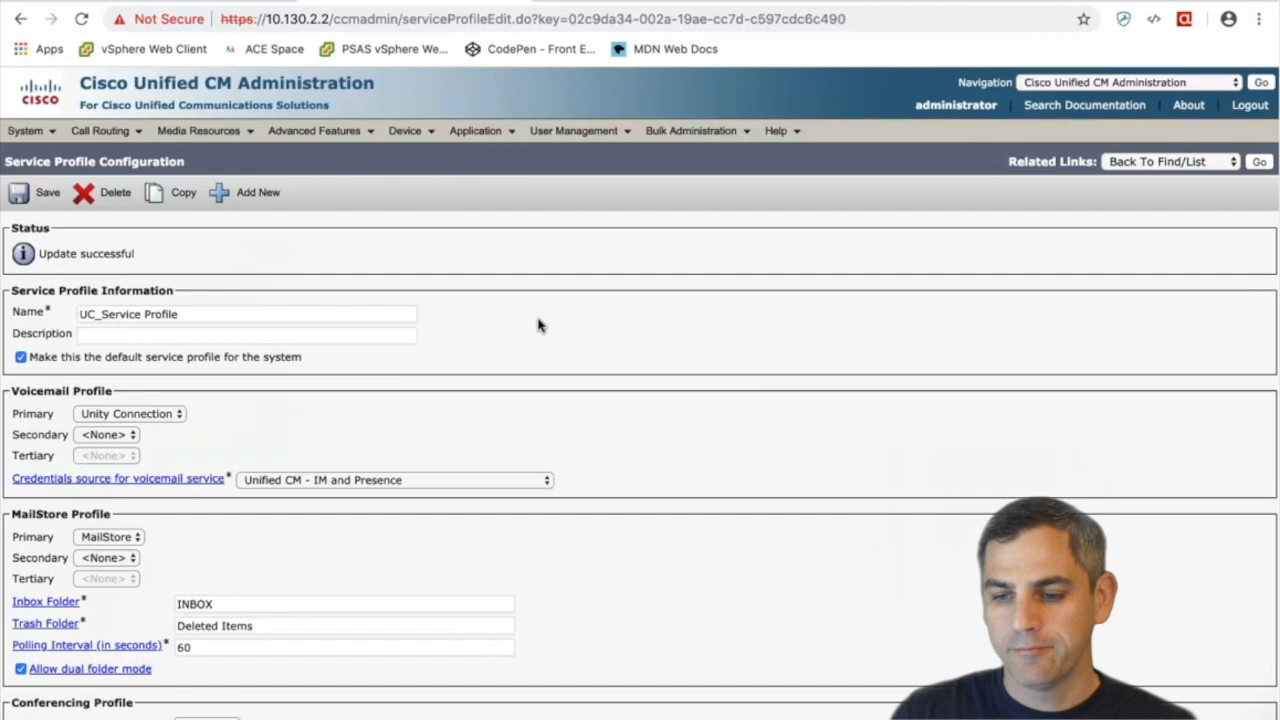 Not Secure https://10.130.2.2/ccmadmin/serviceProfileEdit.do?key=02c9da34-002a-19ae-cc7d-c597cdc6c490
Apps vSphere Web Client ACE Space PSAS vSphere We... CodePen - Front E... MDN Web Docs
Cisco Unified CM Administration Navigation Cisco Unified CM Administration Go
CISCO For Cisco Unified Communications Solutions administrator Search Documentation About Logout
System Call Routing Media Resources Advanced Features Device Application User Management Bulk Administration Help
Service Profile Configuration Related Links: Back To Find/List Go
Save Delete Copy Add New
Status
Update successful
Service Profile Information
Name* UC_Service Profile
Description
Make this the default service profile for the system
Voicemail Profile
Primary Unity Connection
Secondary <None>
Tertiary <None>
Credentials source for voicemail service* Unified CM - IM and Presence
MailStore Profile
Primary MailStore
Secondary <None>
Tertiary <None>
Inbox Folder* INBOX
Trash Folder* Deleted Items
Polling Interval (in seconds)* 60
Allow dual folder mode
Conferencing Profile